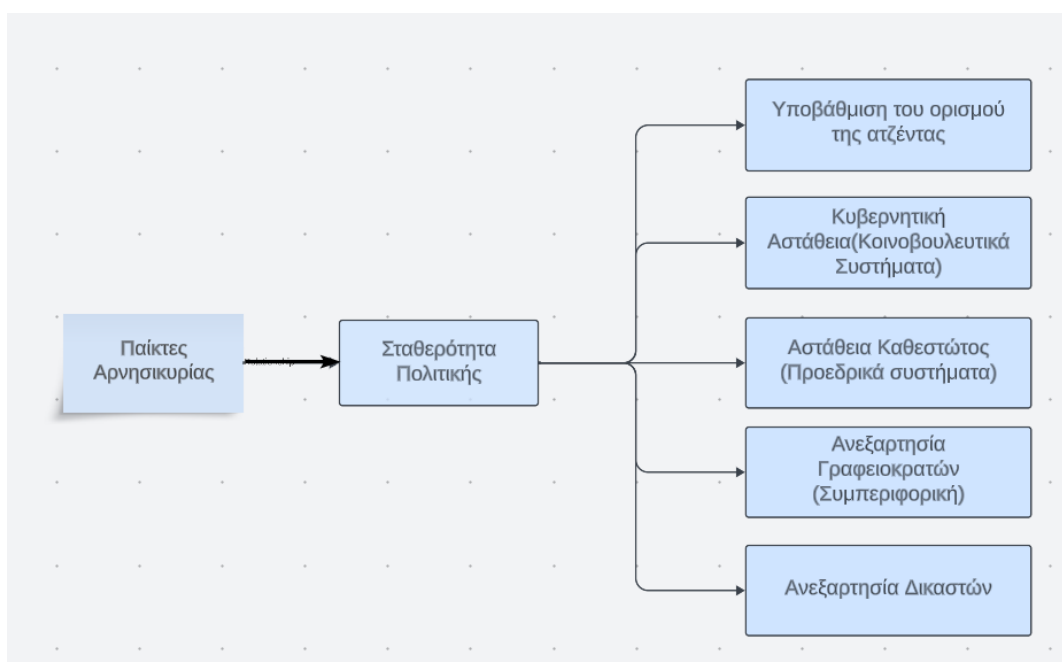 Υποβάθμιση του ορισμού
της ατζέντας
Κυβερνητική
Αστάθεια(Κοινοβουλευτικά
Συστήματα)
Παίκτες
Αρνησικυρίας
Σταθερότητα
Πολιτικής
Αστάθεια Καθεστώτος
(Προεδρικά συστήματα)
Ανεξαρτησία
Γραφειοκρατών
(Συμπεριφορική)
Ανεξαρτησία Δικαστών